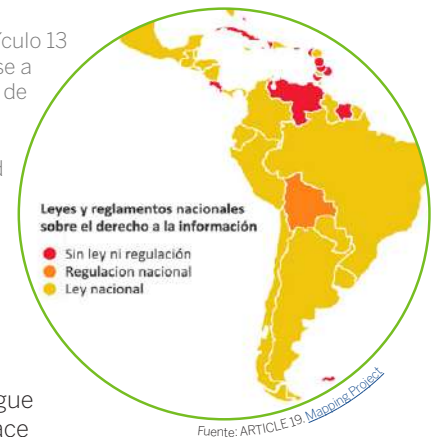 ículo 13
se a
de
d
Leyes y reglamentos nacionales
sobre el derecho a la información
Sin ley ni regulación
Regulacion nacional
Ley nacional
gue
ace
Fuente: ARTICLE 19. Mapping Project